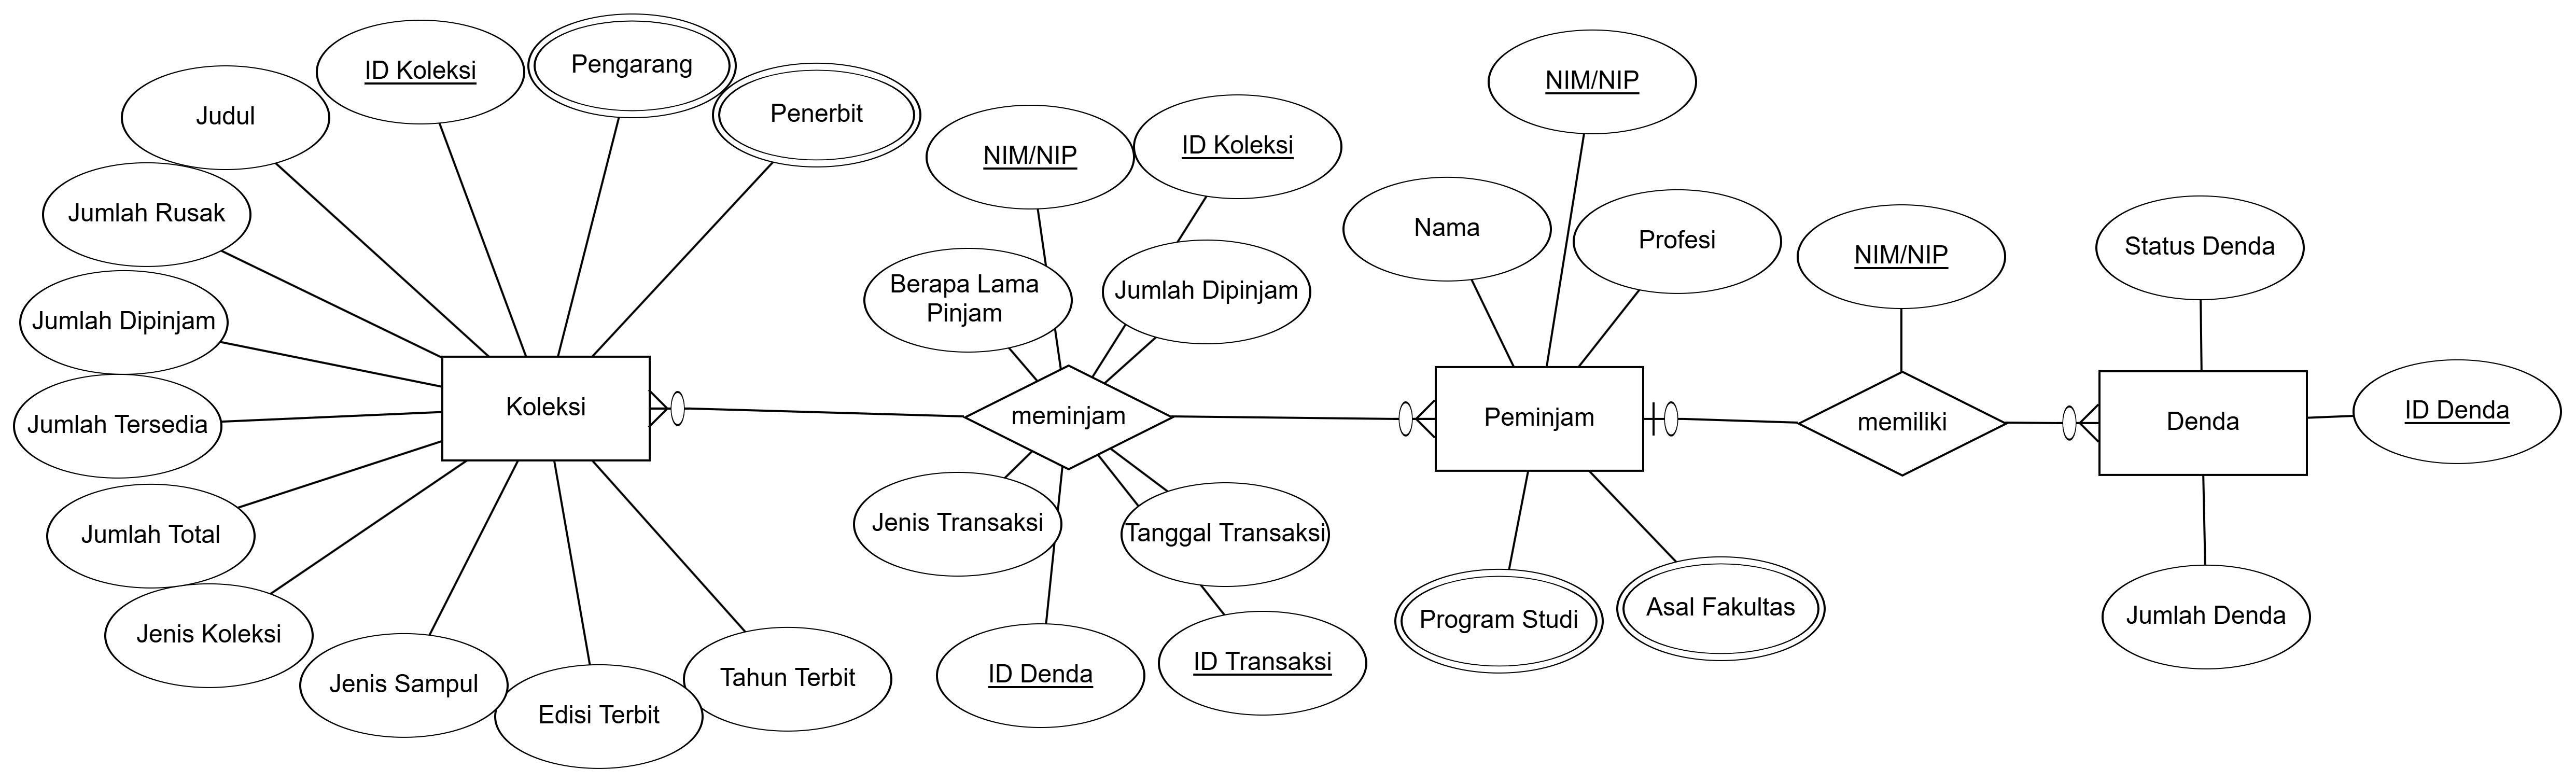 ID Koleksi
Pengarang
Penerbit
Judul
Jumlah Rusak
Jumlah Dipinjam
Jumlah Tersedia
Jumlah Total
Jenis Koleksi
Jenis Sampul
Edisi Terbit
Tahun Terbit
Koleksi
NIM/NIP
ID Koleksi
Berapa Lama
Pinjam
Jumlah Dipinjam
meminjam
Jenis Transaksi
Tanggal Transaksi
ID Denda
ID Transaksi
NIM/NIP
Nama
Profesi
Peminjam
Program Studi
Asal Fakultas
NIM/NIP
memiliki
Status Denda
Denda
ID Denda
Jumlah Denda